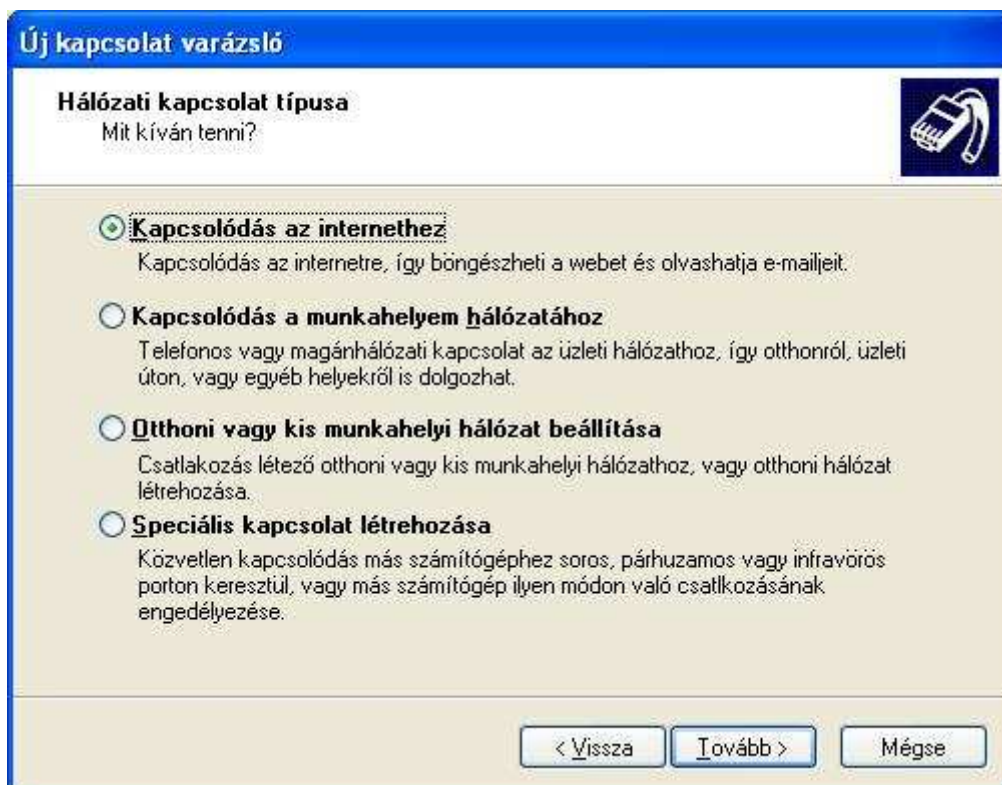 Új kapcsolat varázsló
Hálózati kapcsolat típusa
Mit kíván tenni?
Kapcsolódás az internethez
Kapcsolódás az internetre, így böngészheti a webet és olvashatja e-mailjeit.
Kapcsolódás a munkahelyem hálózatához
Telefonos vagy magánhálózati kapcsolat az üzleti hálózathoz, így otthonról, üzleti
úton, vagy egyéb helyekről is dolgozhat.
Otthoni vagy kis munkahelyi hálózat beállítása
Csatlakozás létező otthoni vagy kis munkahelyi hálózathoz, vagy otthoni hálózat
létrehozása.
Speciális kapcsolat létrehozása
Közvetlen kapcsolódás más számítógéphez soros, párhuzamos vagy infravörös
porton keresztül, vagy más számítógép ilyen módon való csatlkozásának
engedélyezése.
< Vissza Tovább > Mégse